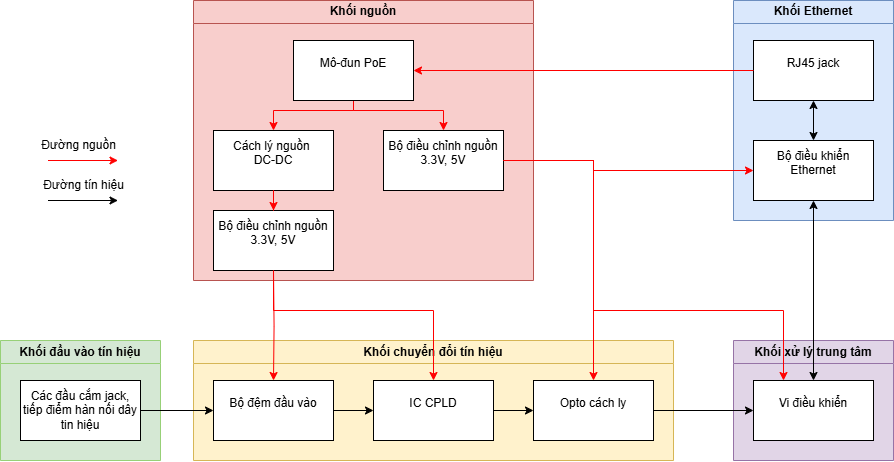 Khối nguồn
Khối Ethernet
Mô-đun PoE
RJ45 jack
Đường nguồn
Đường tín hiệu
Cách lý nguồn
DC-DC
Bộ điều chỉnh nguồn
3.3V, 5V
Bộ điều khiển
Ethernet
Bộ điều chỉnh nguồn
3.3V, 5V
Khối đầu vào tín hiệu
Khối chuyển đổi tín hiệu
Khối xử lý trung tâm
Các đầu cắm jack,
tiếp điểm hàn nối dây
tin hiệu
Bộ đệm đầu vào
IC CPLD
Opto cách ly
Vi điều khiển